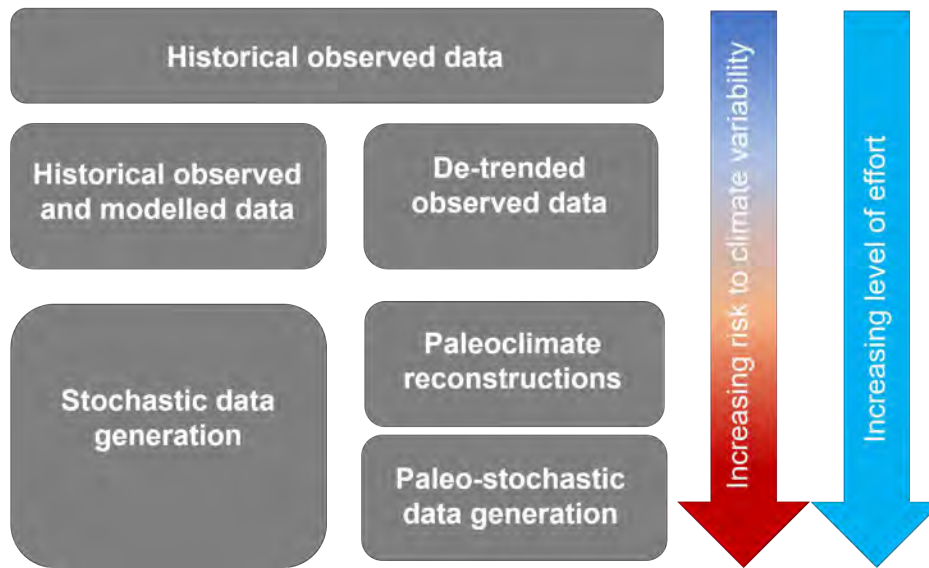 Historical observed data
Historical observed
and modelled data
De-trended
observed data
Stochastic data
generation
Paleoclimate
reconstructions
Paleo-stochastic
data generation
Increasing risk to climate variability
Increasing level of effort